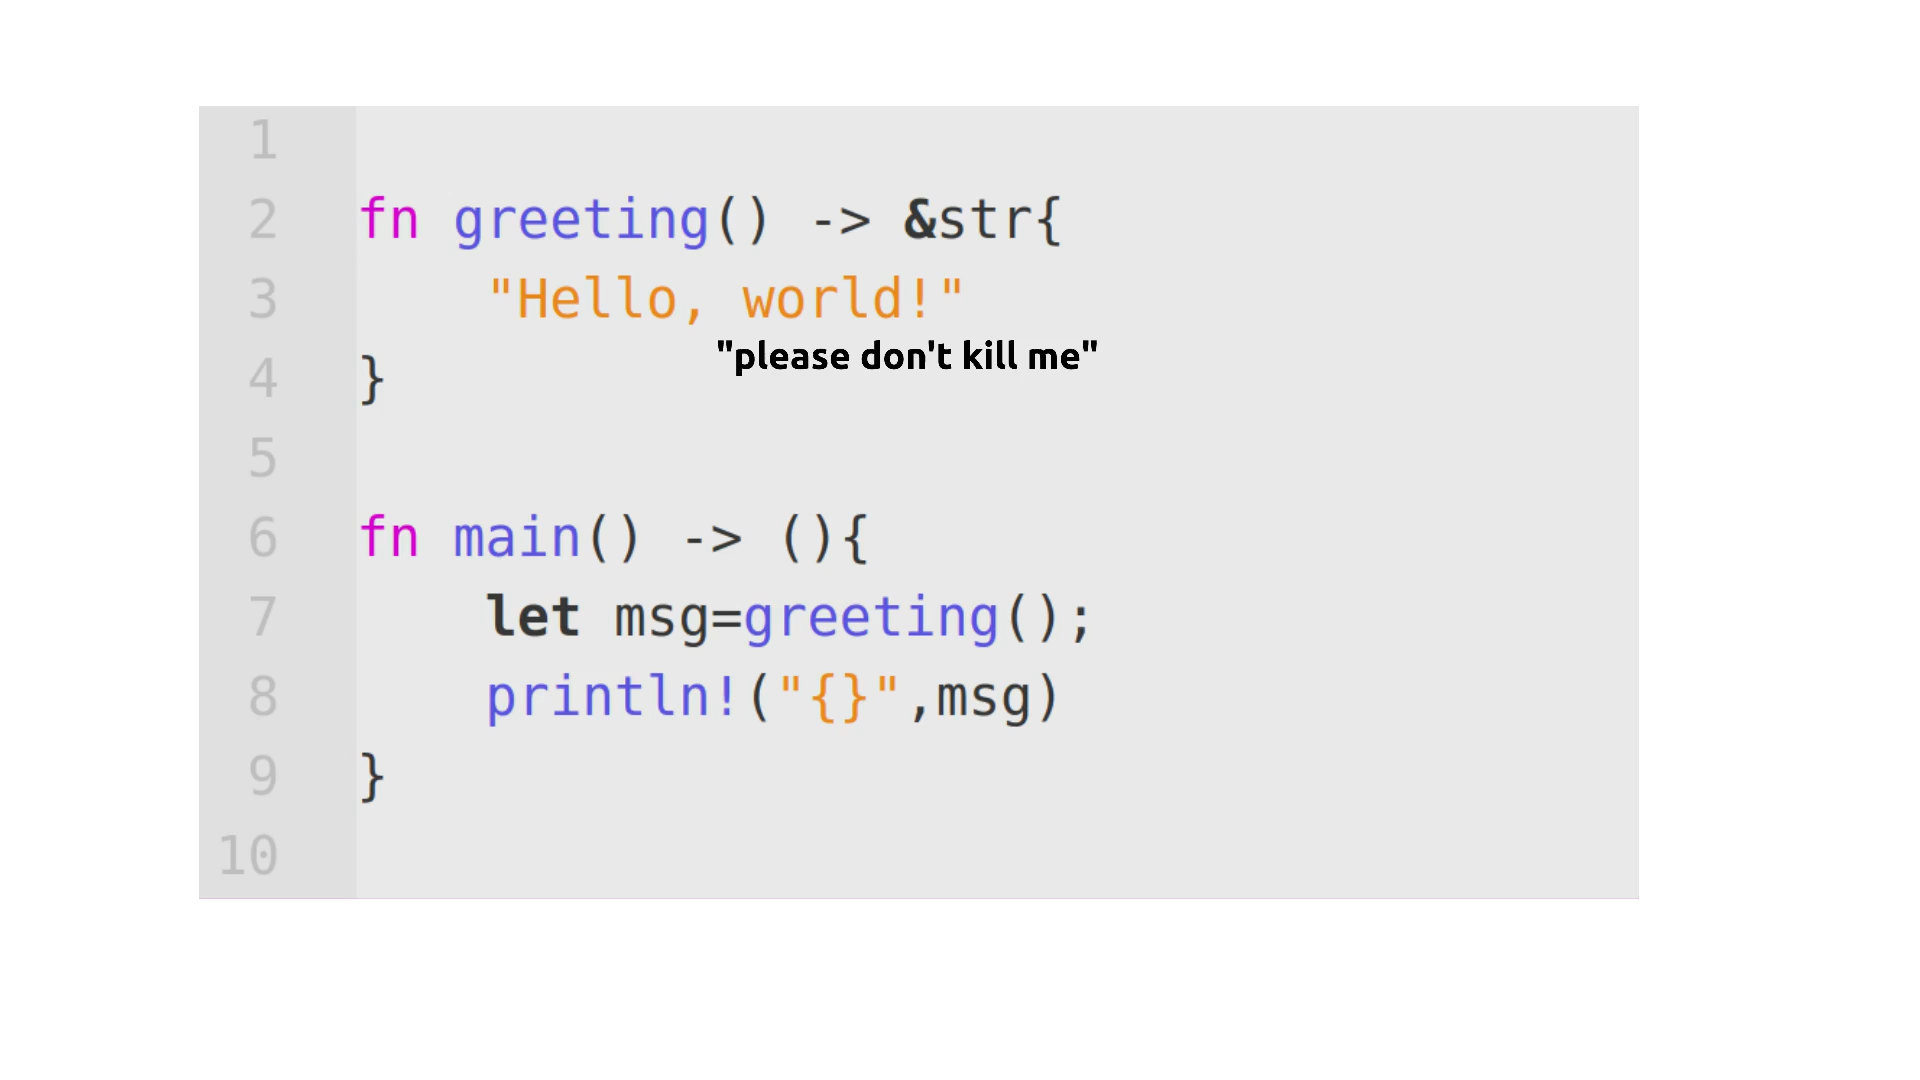 1
2 fn greeting() -> &str{
3 "Hello, world!"
"please don't kill me"
4 }
5
6 fn main() -> (){
7 let msg=greeting();
8 println!("{}",msg)
9 }
10